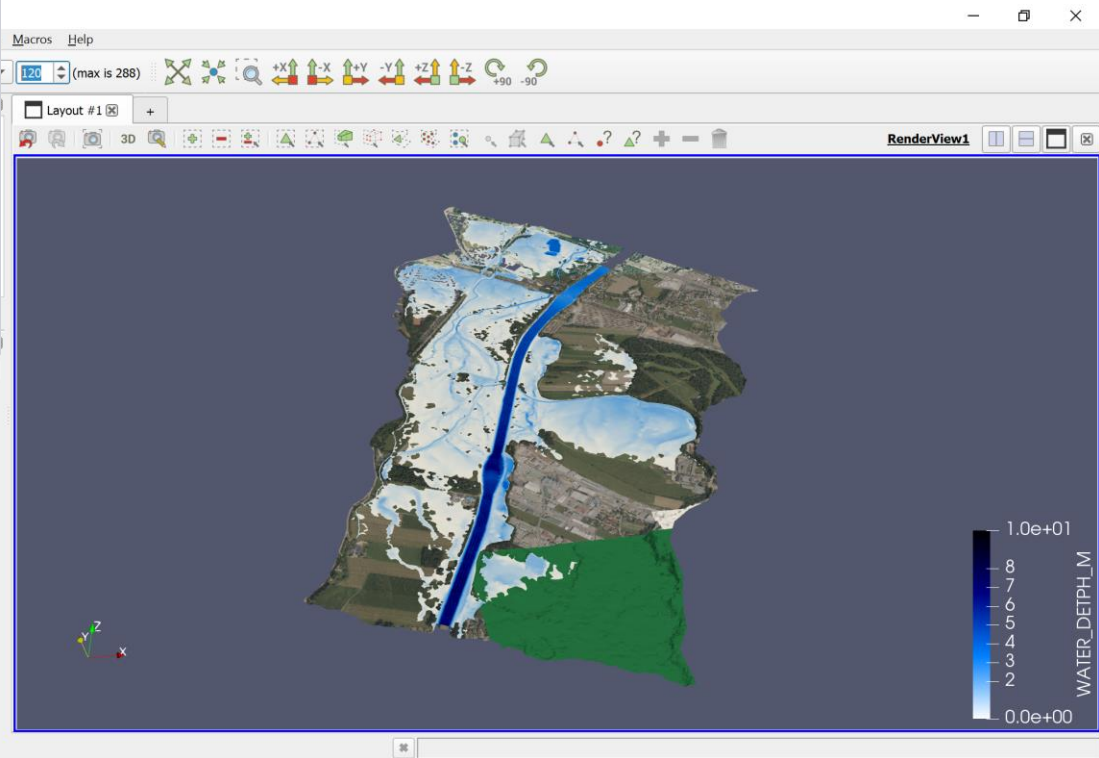 Macros Help
120 (max is 288) +X -X +Y -Y +Z -Z +90 -90
Layout #1 +
3D ? ? RenderView1
1.0e+01
8
7
6
5
4
3
2
0.0e+00
WATER_DETPH_M
Z
Y
X